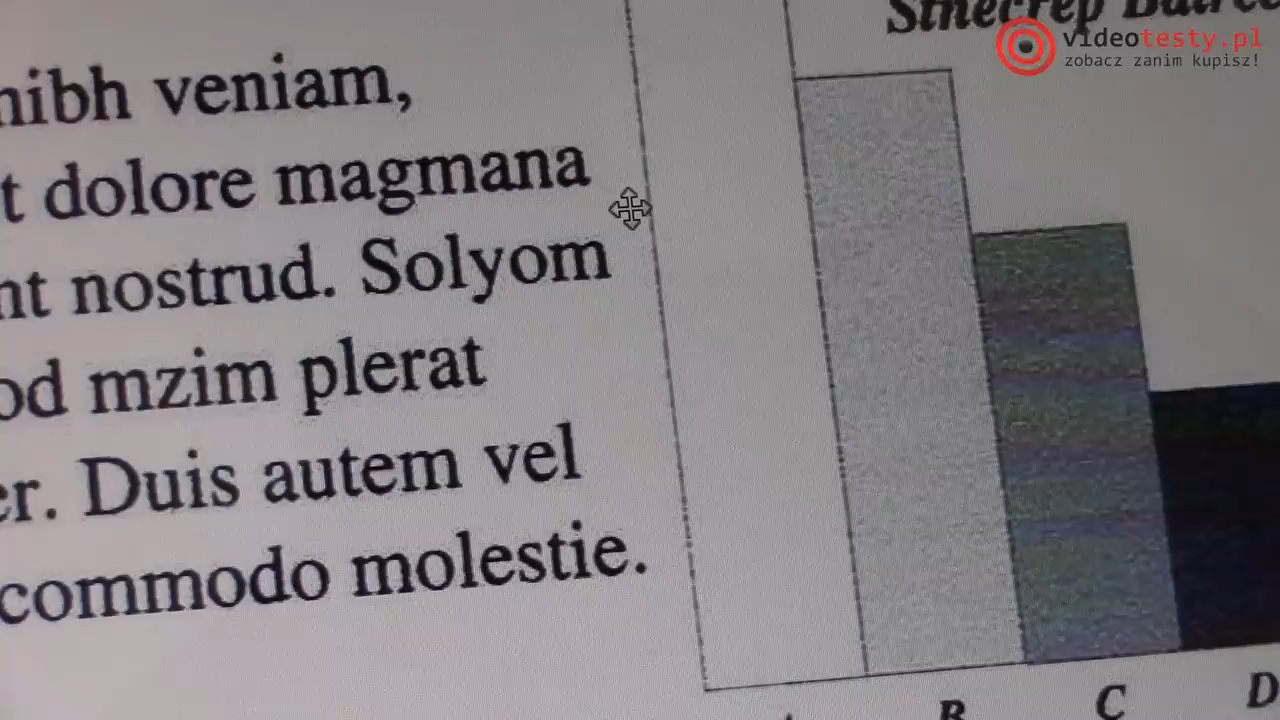 nibh veniam,
t dolore magmana
nt nostrud. Solyom
od mzim plerat
er. Duis autem vel
commodo molestie.
videotesty.pl
zobacz zanim kupisz!
B
C
D